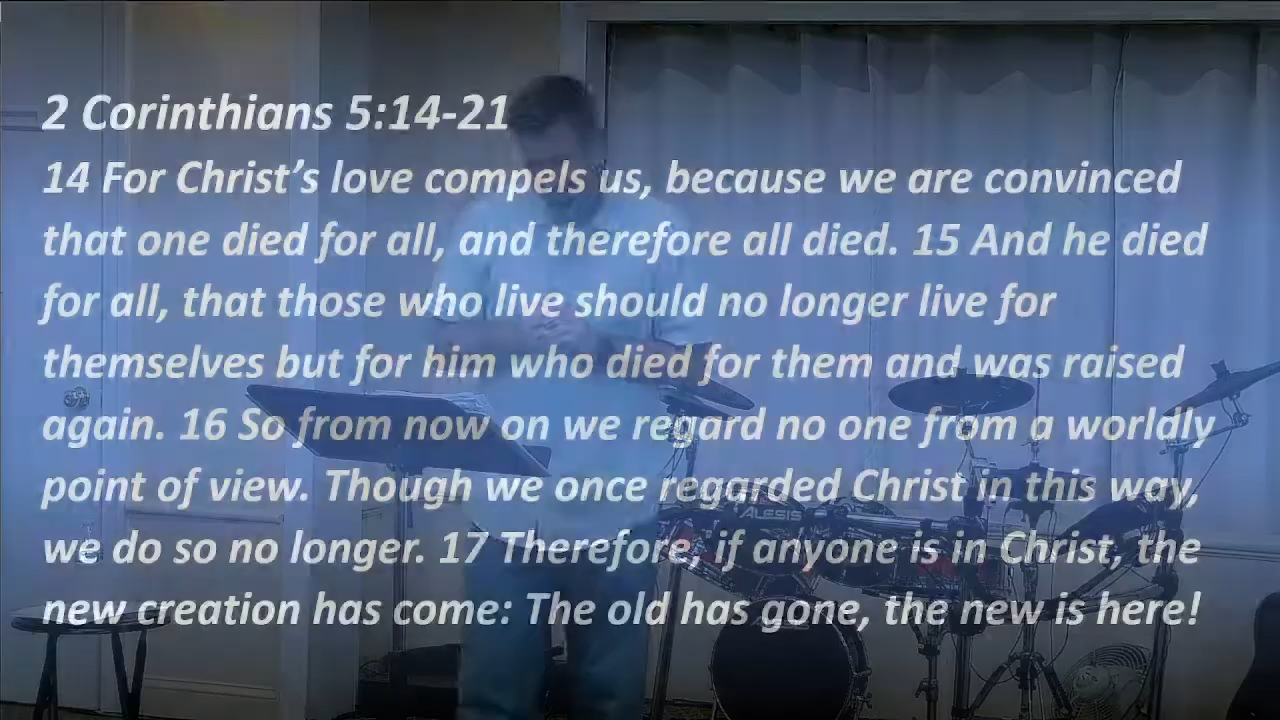 2 Corinthians 5:14-21
14 For Christ’s love compels us, because we are convinced
that one died for all, and therefore all died. 15 And he died
for all, that those who live should no longer live for
themselves but for him who died for them and was raised
again. 16 So from now on we regard no one from a worldly
point of view. Though we once regarded Christ in this way,
we do so no longer. 17 Therefore, if anyone is in Christ, the
new creation has come: The old has gone, the new is here!
ALESIS